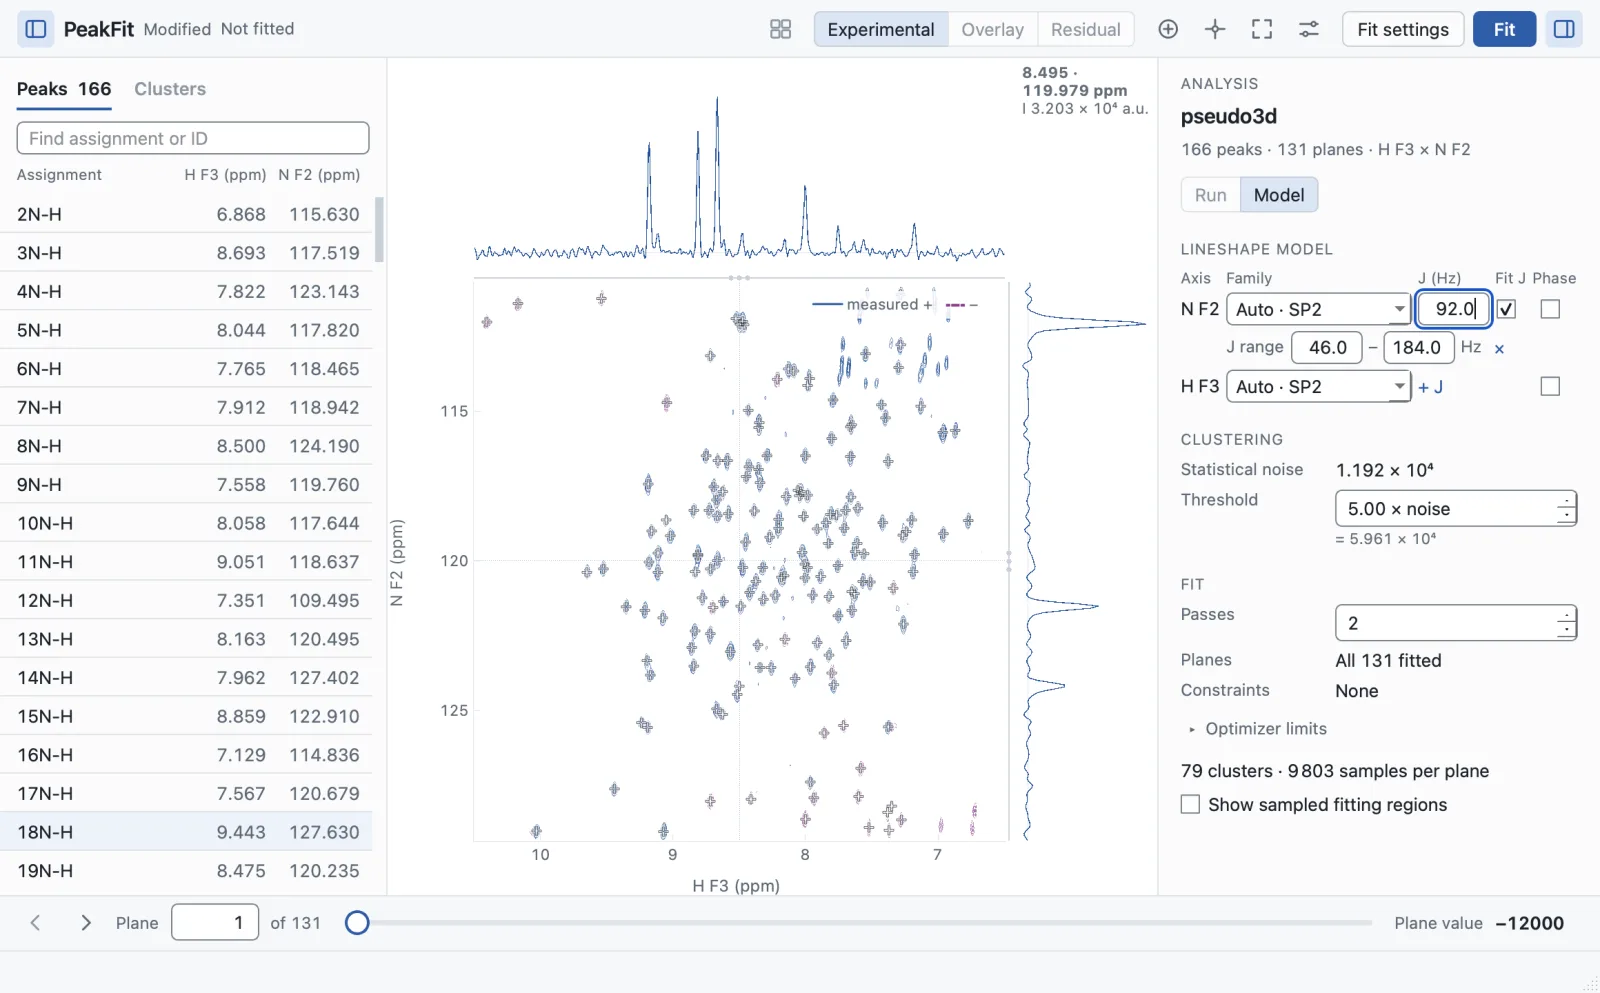 PeakFit Modified Not fitted
Experimental Overlay Residual
Fit settings Fit
Peaks 166 Clusters
Find assignment or ID
Assignment H F3 (ppm) N F2 (ppm)
2N-H 6.868 115.630
3N-H 8.693 117.519
4N-H 7.822 123.143
5N-H 8.044 117.820
6N-H 7.765 118.465
7N-H 7.912 118.942
8N-H 8.500 124.190
9N-H 7.558 119.760
10N-H 8.058 117.644
11N-H 9.051 118.637
12N-H 7.351 109.495
13N-H 8.163 120.495
14N-H 7.962 127.402
15N-H 8.859 122.910
16N-H 7.129 114.836
17N-H 7.567 120.679
18N-H 9.443 127.630
19N-H 8.475 120.235
8.495 ·
119.979 ppm
I 3.203 × 10⁴ a.u.
measured + −
115
120
125
N F2 (ppm)
10 9 8 7
H F3 (ppm)
ANALYSIS
pseudo3d
166 peaks · 131 planes · H F3 × N F2
Run Model
LINESHAPE MODEL
Axis Family J (Hz) Fit J Phase
N F2 Auto · SP2 92.0
J range 46.0 – 184.0 Hz ×
H F3 Auto · SP2 + J
CLUSTERING
Statistical noise 1.192 × 10⁴
Threshold 5.00 × noise
= 5.961 × 10⁴
FIT
Passes 2
Planes All 131 fitted
Constraints None
Optimizer limits
79 clusters · 9 803 samples per plane
Show sampled fitting regions
Plane 1 of 131
Plane value −12000